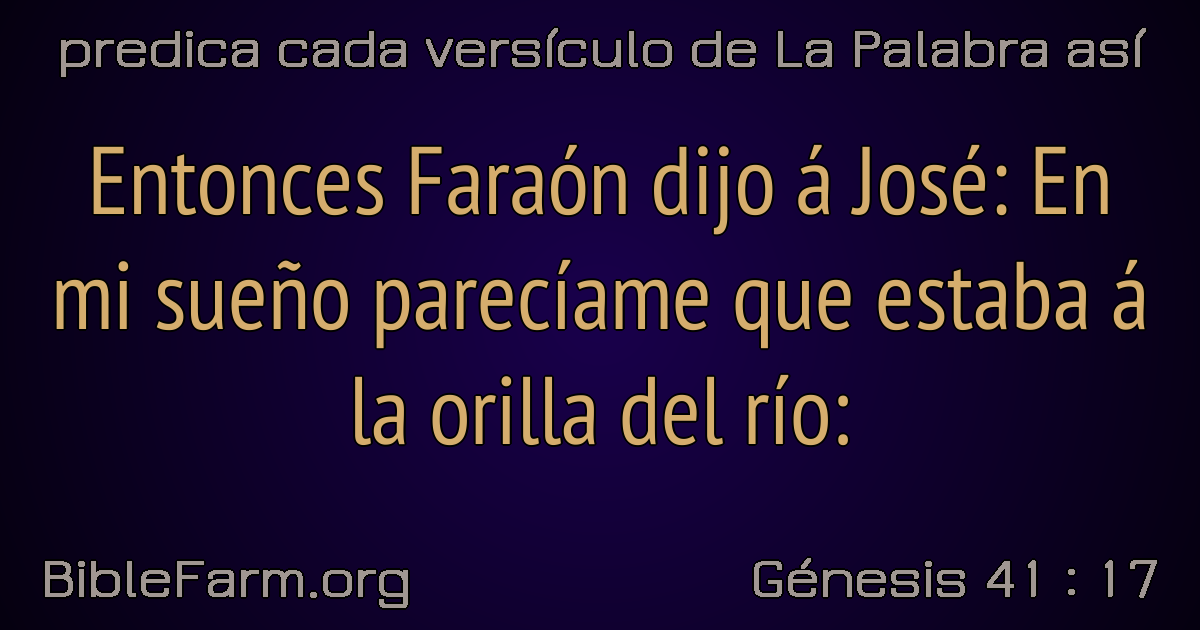 predica cada versículo de La Palabra así
Entonces Faraón dijo á José: En
mi sueño parecíame que estaba á
la orilla del río:
BibleFarm.org
Génesis 41 : 17